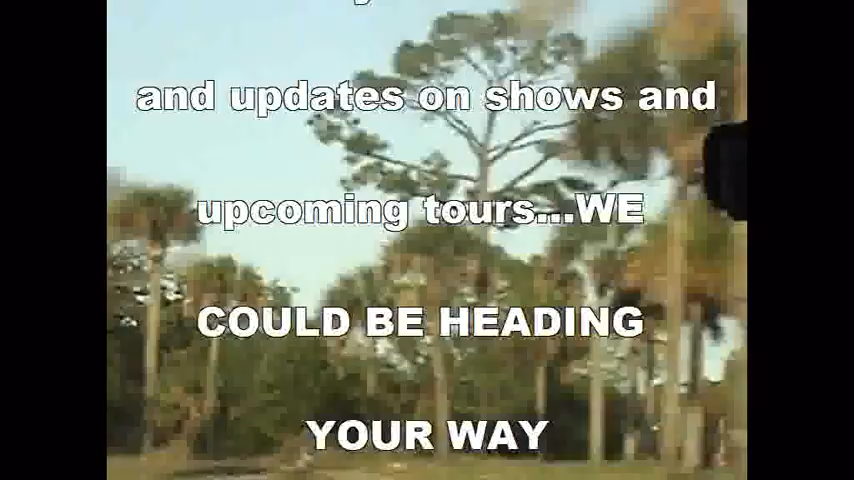 and updates on shows and
upcoming tours...WE
COULD BE HEADING
YOUR WAY